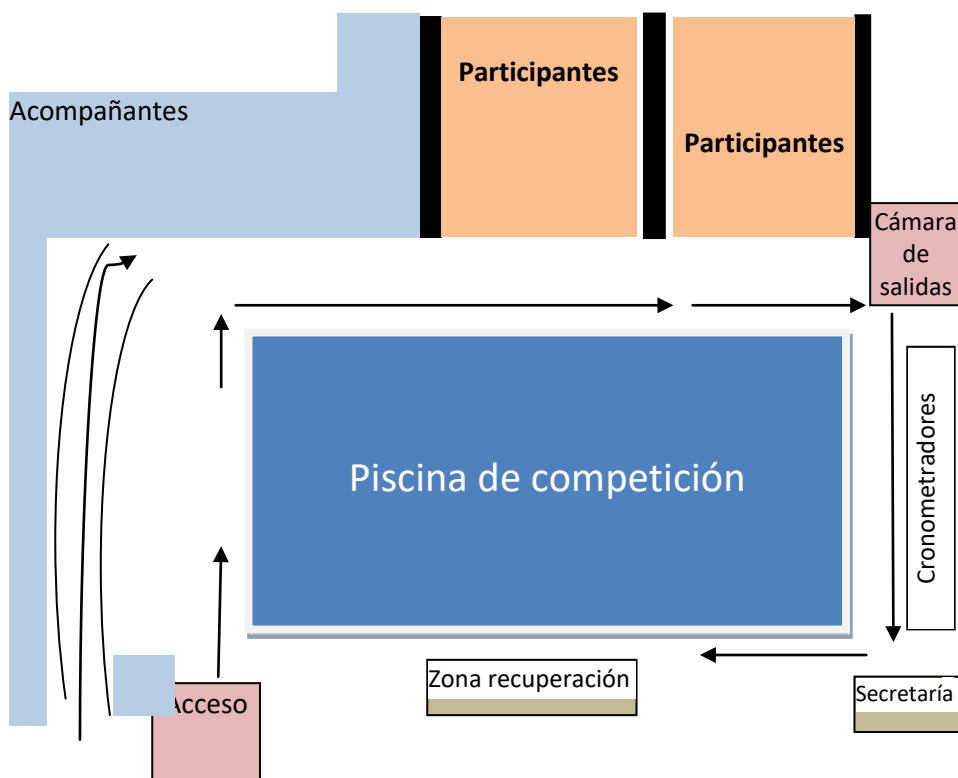 Participantes
Acompañantes
Participantes
Cámara
de
salidas
Cronometradores
Piscina de competición
Zona recuperación
Secretaría
Acceso